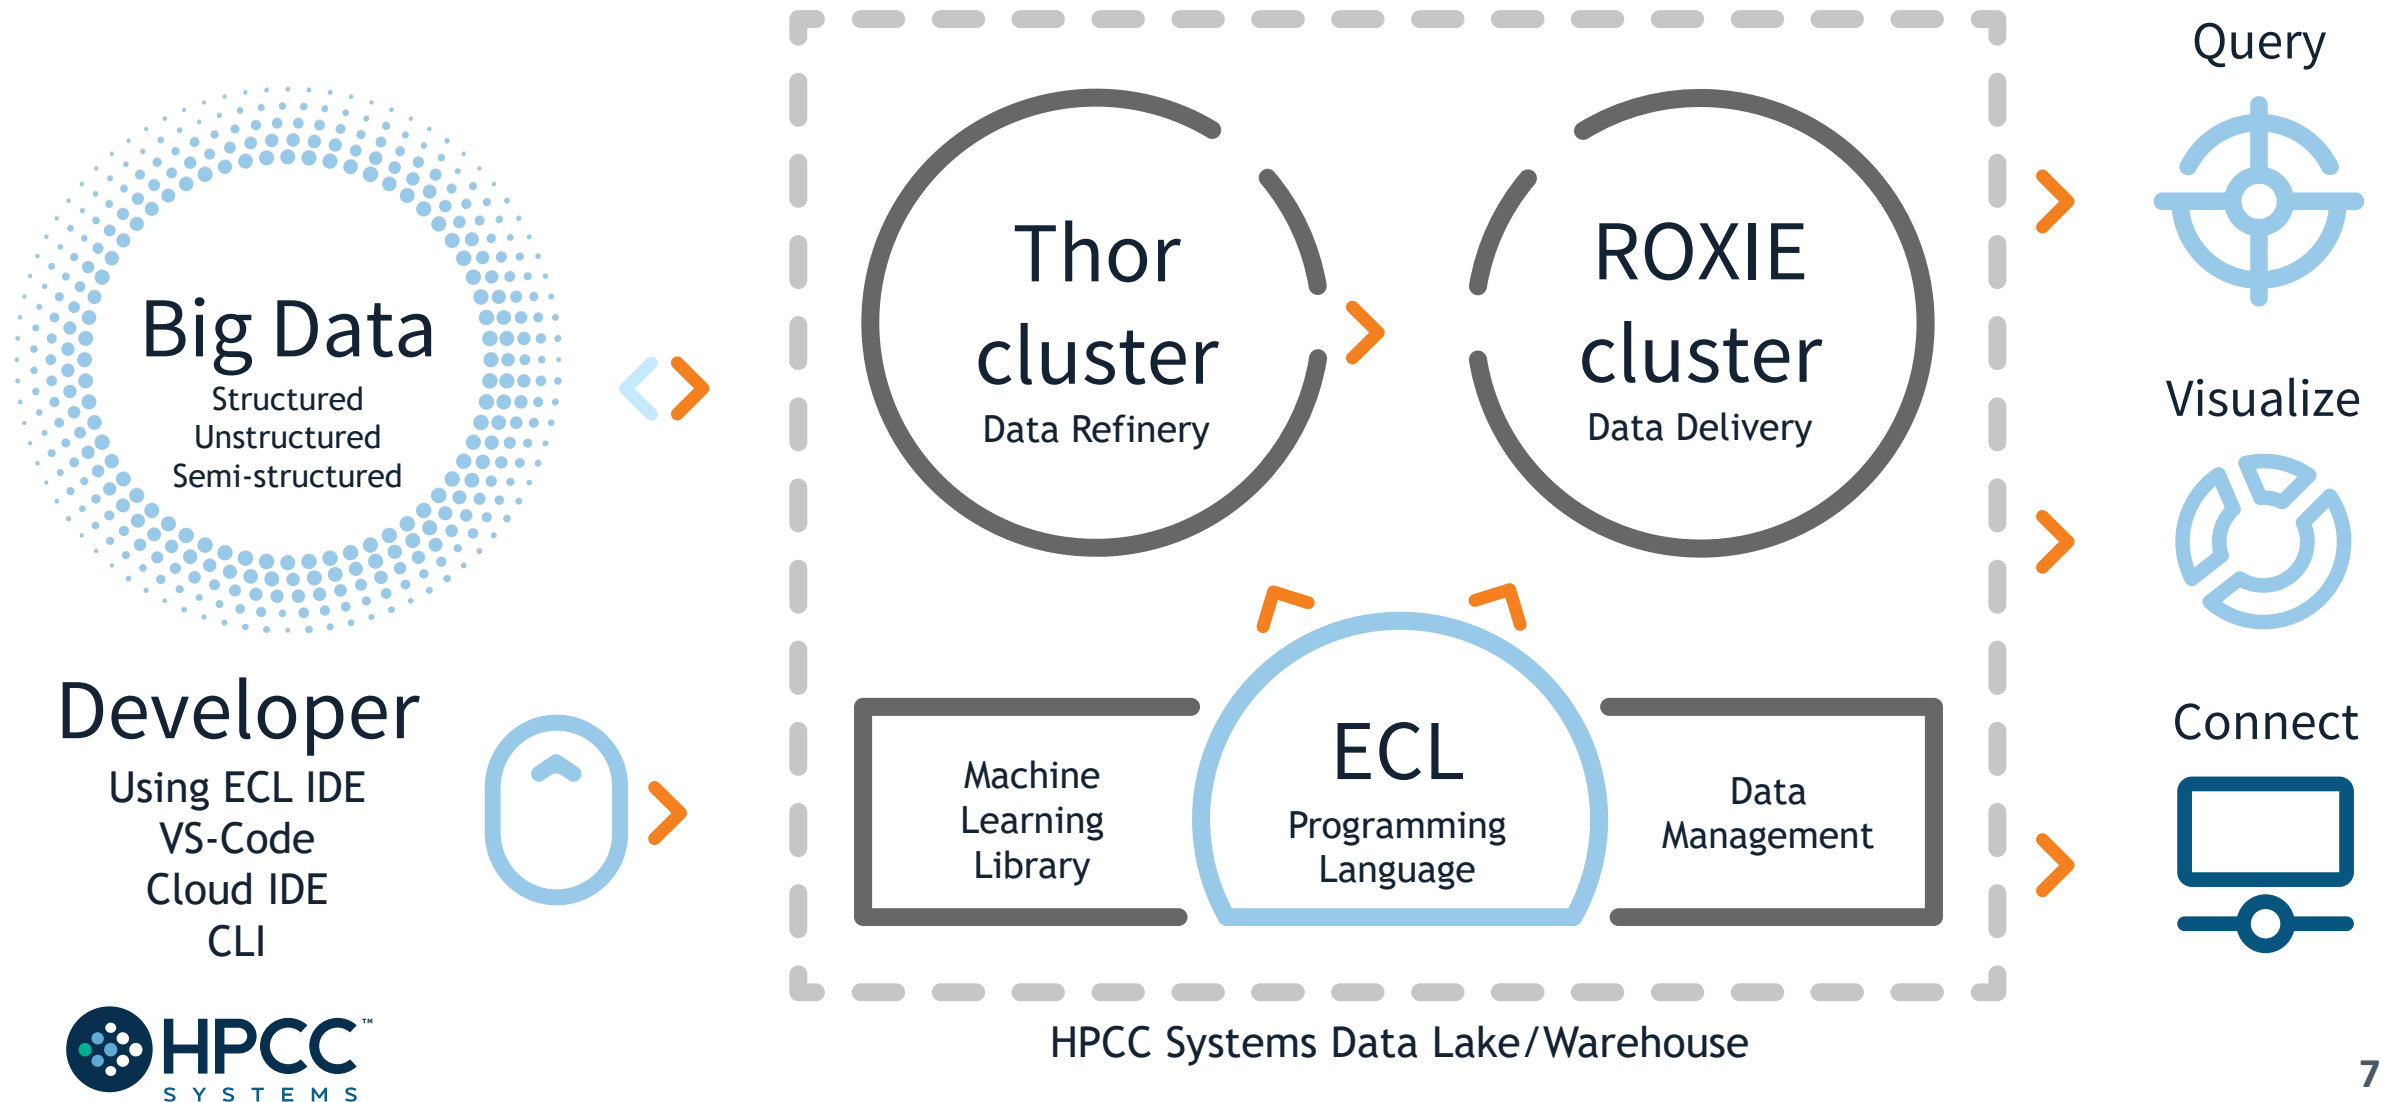 Big Data
Structured
Unstructured
Semi-structured
Developer
Using ECL IDE
VS-Code
Cloud IDE
CLI
HPCC™
SYSTEMS
Thor
cluster
Data Refinery
ROXIE
cluster
Data Delivery
Machine
Learning
Library
ECL
Programming
Language
Data
Management
HPCC Systems Data Lake/Warehouse
Query
Visualize
Connect
7